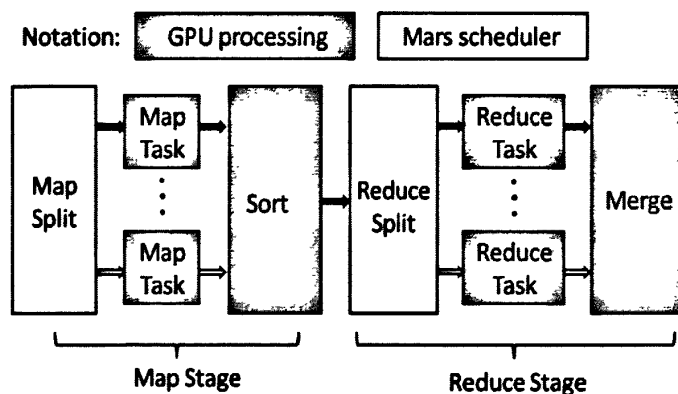 Notation: GPU processing Mars scheduler
Map
Split
Map
Task
Map
Task
Sort
Reduce
Split
Reduce
Task
Reduce
Task
Merge
Map Stage
Reduce Stage